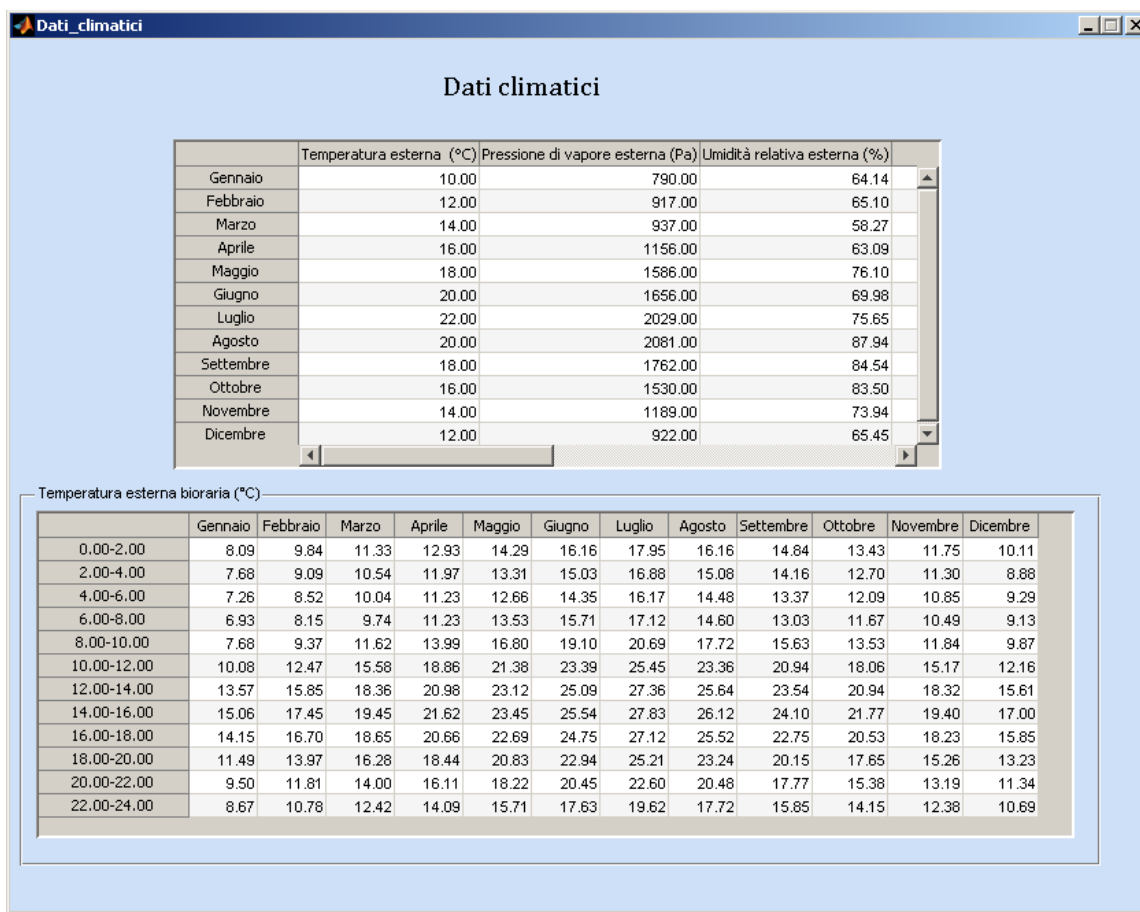 Dati_climatici
Dati climatici
Temperatura esterna (°C) Pressione di vapore esterna (Pa) Umidità relativa esterna (%)
Gennaio 10.00 790.00 64.14
Febbraio 12.00 917.00 65.10
Marzo 14.00 937.00 58.27
Aprile 16.00 1156.00 63.09
Maggio 18.00 1586.00 76.10
Giugno 20.00 1656.00 69.98
Luglio 22.00 2029.00 75.65
Agosto 20.00 2081.00 87.94
Settembre 18.00 1762.00 84.54
Ottobre 16.00 1530.00 83.50
Novembre 14.00 1189.00 73.94
Dicembre 12.00 922.00 65.45
Temperatura esterna bioraria (°C)
Gennaio Febbraio Marzo Aprile Maggio Giugno Luglio Agosto Settembre Ottobre Novembre Dicembre
0.00-2.00 8.09 9.84 11.33 12.93 14.29 16.16 17.95 16.16 14.84 13.43 11.75 10.11
2.00-4.00 7.68 9.09 10.54 11.97 13.31 15.03 16.88 15.08 14.16 12.70 11.30 8.88
4.00-6.00 7.26 8.52 10.04 11.23 12.66 14.35 16.17 14.48 13.37 12.09 10.85 9.29
6.00-8.00 6.93 8.15 9.74 11.23 13.53 15.71 17.12 14.60 13.03 11.67 10.49 9.13
8.00-10.00 7.68 9.37 11.62 13.99 16.80 19.10 20.69 17.72 15.63 13.53 11.84 9.87
10.00-12.00 10.08 12.47 15.58 18.86 21.38 23.39 25.45 23.36 20.94 18.06 15.17 12.16
12.00-14.00 13.57 15.85 18.36 20.98 23.12 25.09 27.36 25.64 23.54 20.94 18.32 15.61
14.00-16.00 15.06 17.45 19.45 21.62 23.45 25.54 27.83 26.12 24.10 21.77 19.40 17.00
16.00-18.00 14.15 16.70 18.65 20.66 22.69 24.75 27.12 25.52 22.75 20.53 18.23 15.85
18.00-20.00 11.49 13.97 16.28 18.44 20.83 22.94 25.21 23.24 20.15 17.65 15.26 13.23
20.00-22.00 9.50 11.81 14.00 16.11 18.22 20.45 22.60 20.48 17.77 15.38 13.19 11.34
22.00-24.00 8.67 10.78 12.42 14.09 15.71 17.63 19.62 17.72 15.85 14.15 12.38 10.69